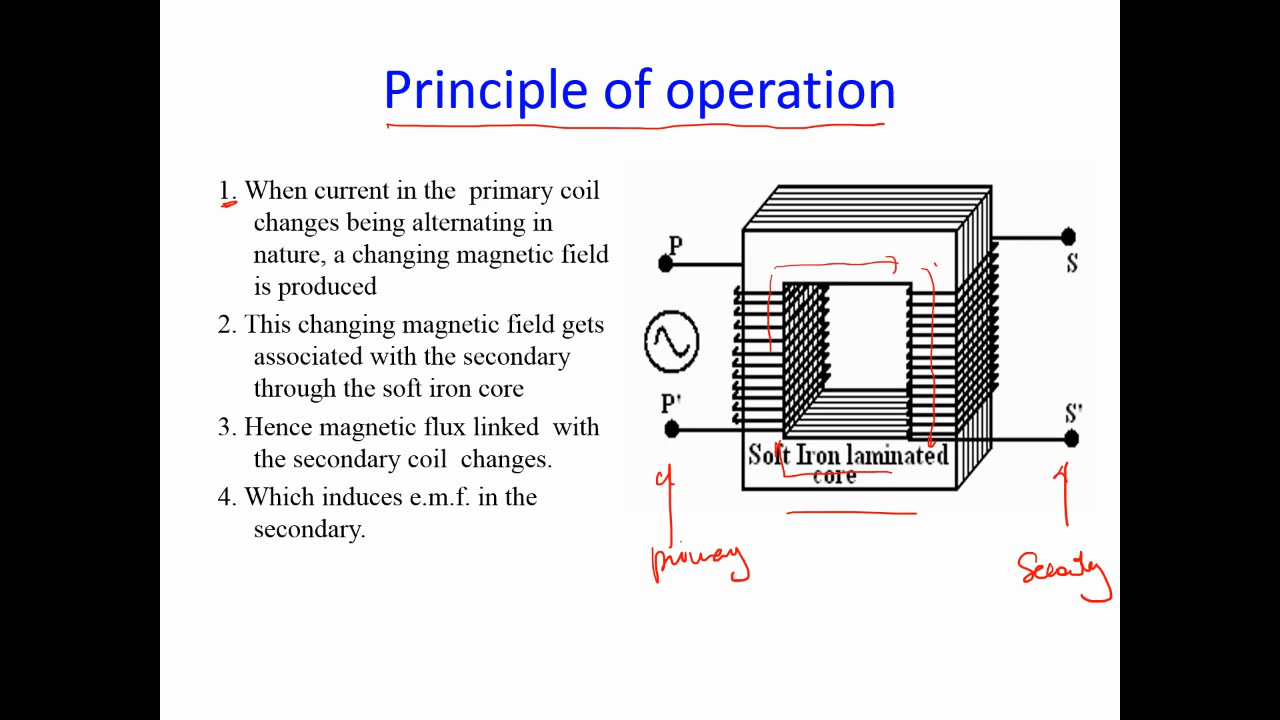 Principle of operation
1. When current in the primary coil
changes being alternating in
nature, a changing magnetic field
is produced
2. This changing magnetic field gets
associated with the secondary
through the soft iron core
3. Hence magnetic flux linked with
the secondary coil changes.
4. Which induces e.m.f. in the
secondary.
P
S
P'
S'
Soft Iron laminated
core
primary